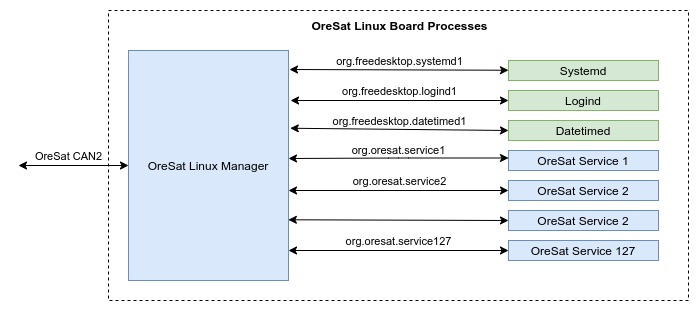 OreSat Linux Board Processes
org.freedesktop.systemd1
Systemd
org.freedesktop.logind1
Logind
org.freedesktop.datetimed1
Datetimed
org.oresat.service1
OreSat Service 1
OreSat CAN2
OreSat Linux Manager
org.oresat.service2
OreSat Service 2
OreSat Service 2
org.oresat.service127
OreSat Service 127